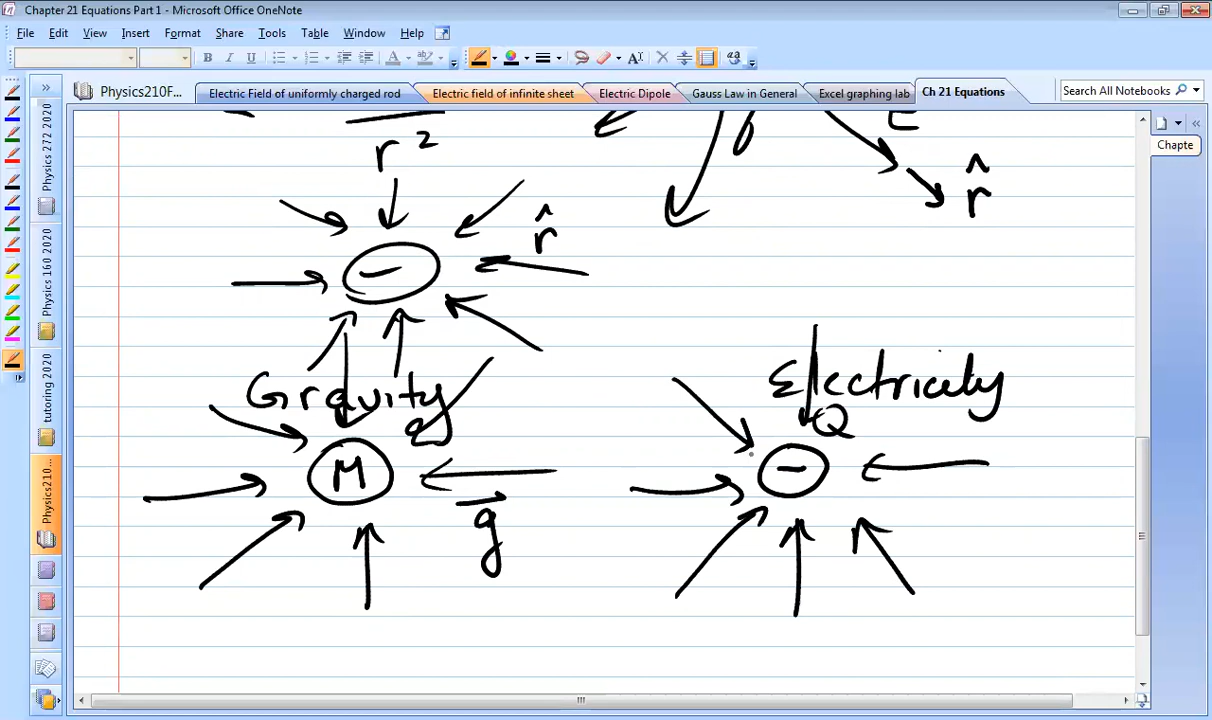 Chapter 21 Equations Part 1 - Microsoft Office OneNote
File Edit View Insert Format Share Tools Table Window Help
B I U A ab A
Physics210F... Electric Field of uniformly charged rod Electric field of infinite sheet Electric Dipole Gauss Law in General Excel graphing lab Ch 21 Equations Search All Notebooks
Chapte
Physics 272 2020
Physics 160 2020
tutoring 2020
Physics210...
r²
E
r̂
r̂
-
Gravity
Electricity
Q
M
-
g⃗